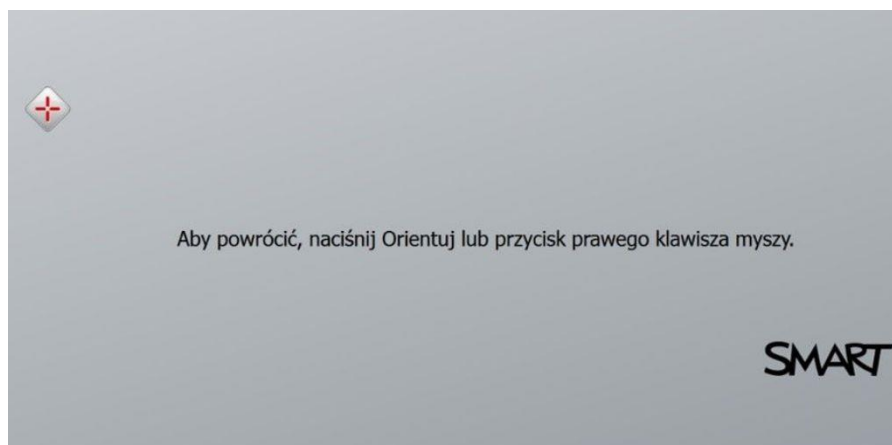 Aby powrócić, naciśnij Orientuj lub przycisk prawego klawisza myszy.
SMART